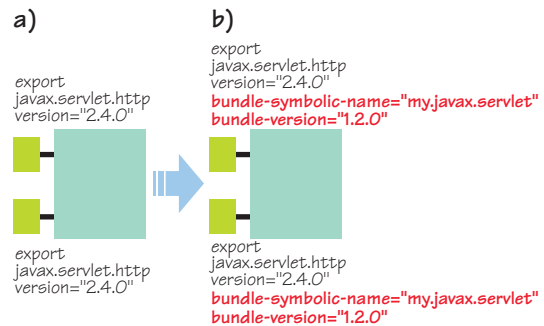 a)
export
javax.servlet.http
version="2.4.0"
export
javax.servlet.http
version="2.4.0"
b)
export
javax.servlet.http
version="2.4.0"
bundle-symbolic-name="my.javax.servlet"
bundle-version="1.2.0"
export
javax.servlet.http
version="2.4.0"
bundle-symbolic-name="my.javax.servlet"
bundle-version="1.2.0"